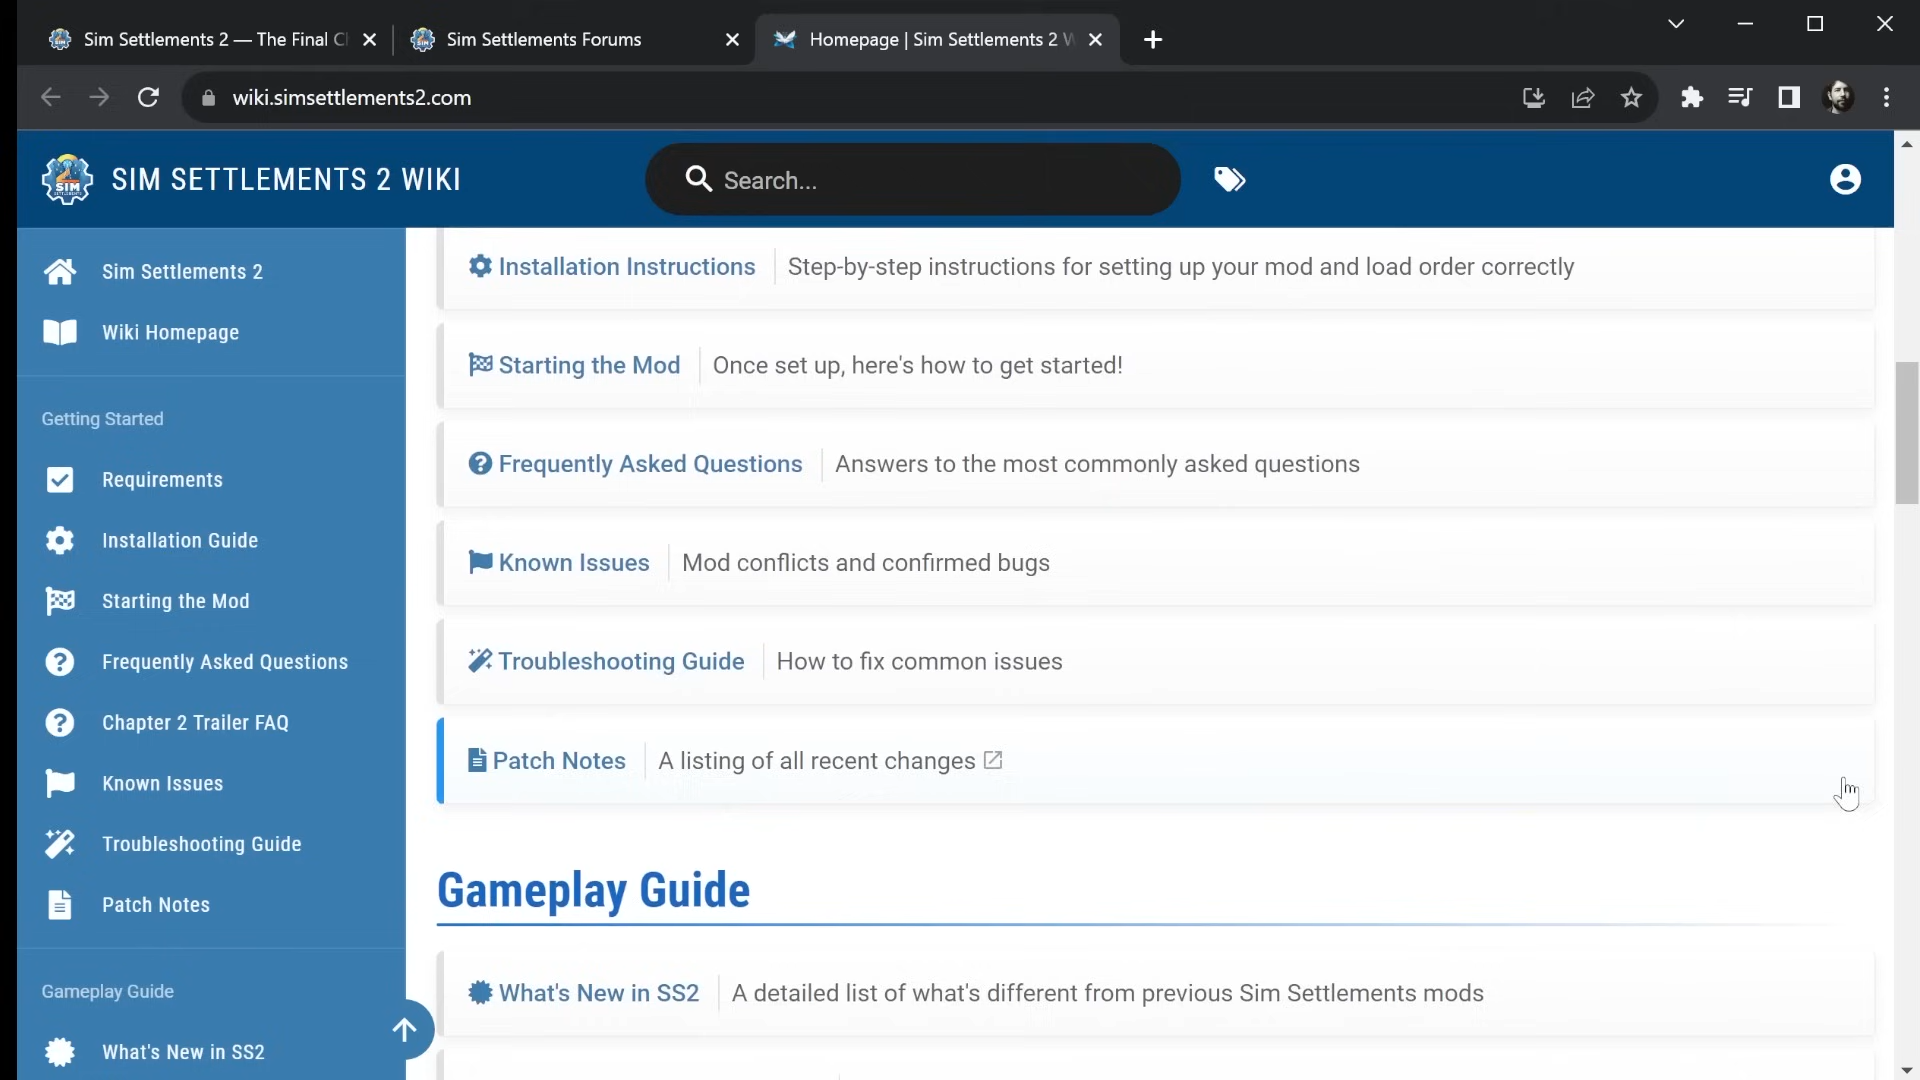 Sim Settlements 2 — The Final C
Sim Settlements Forums
Homepage | Sim Settlements 2 W
wiki.simsettlements2.com
SIM SETTLEMENTS 2 WIKI
Search...
Sim Settlements 2
Wiki Homepage
Getting Started
Requirements
Installation Guide
Starting the Mod
Frequently Asked Questions
Chapter 2 Trailer FAQ
Known Issues
Troubleshooting Guide
Patch Notes
Gameplay Guide
What's New in SS2
Installation Instructions Step-by-step instructions for setting up your mod and load order correctly
Starting the Mod Once set up, here's how to get started!
Frequently Asked Questions Answers to the most commonly asked questions
Known Issues Mod conflicts and confirmed bugs
Troubleshooting Guide How to fix common issues
Patch Notes A listing of all recent changes
Gameplay Guide
What's New in SS2 A detailed list of what's different from previous Sim Settlements mods